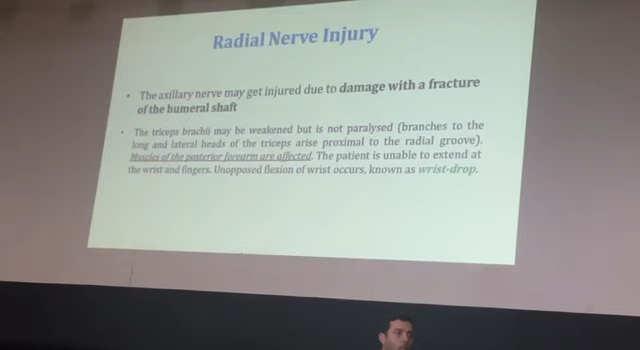 Radial Nerve Injury
• The axillary nerve may get injured due to damage with a fracture
of the humeral shaft
• The triceps brachii may be weakened but is not paralysed (branches to the
long and lateral heads of the triceps arise proximal to the radial groove).
Muscles of the posterior forearm are affected. The patient is unable to extend at
the wrist and fingers. Unopposed flexion of wrist occurs, known as wrist-drop.